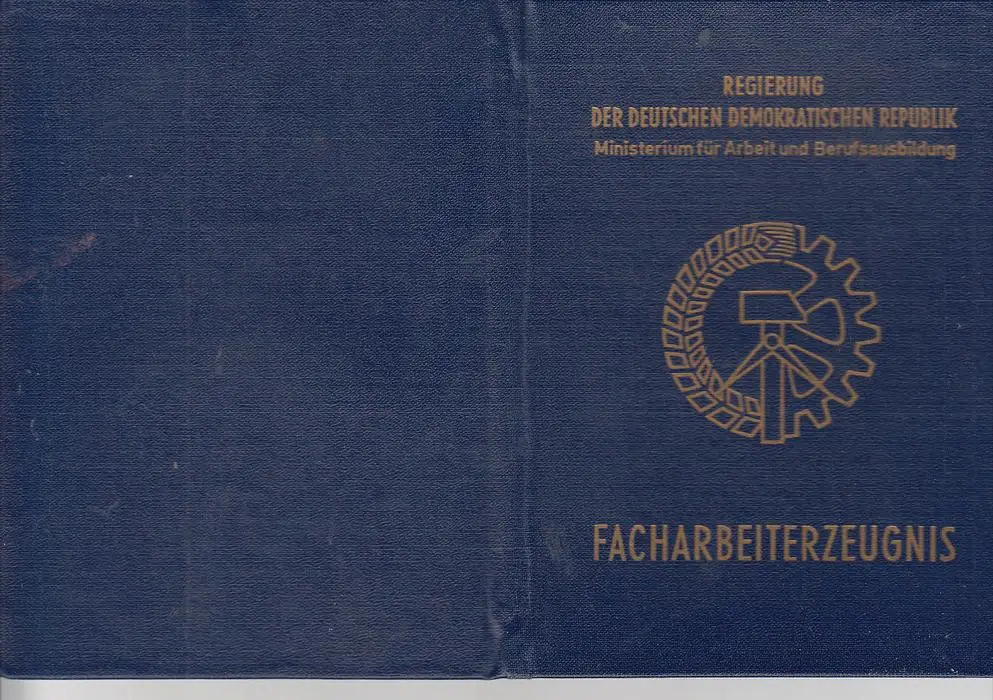 REGIERUNG
DER DEUTSCHEN DEMOKRATISCHEN REPUBLIK
Ministerium für Arbeit und Berufsausbildung
FACHARBEITERZEUGNIS